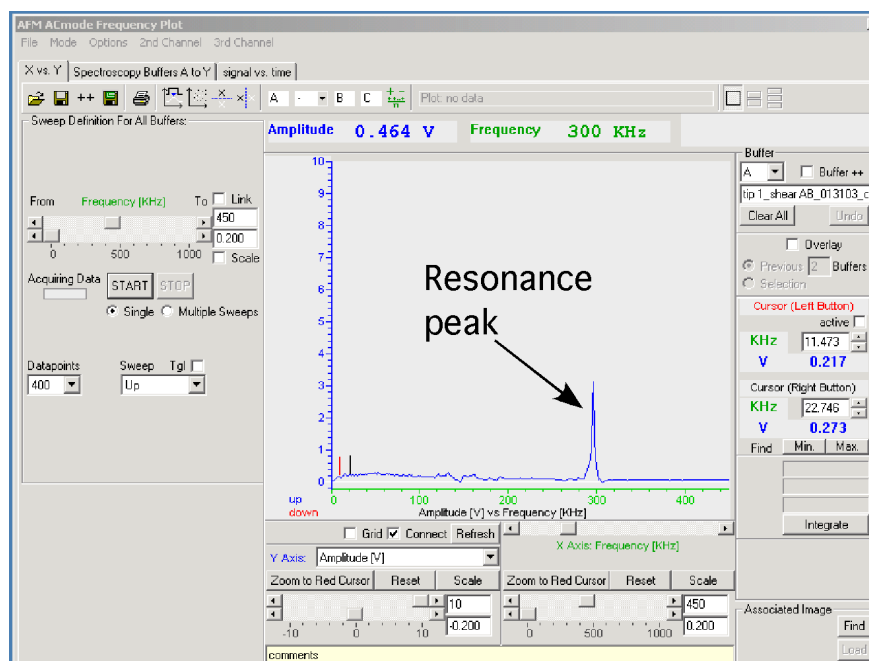 AFM ACmode Frequency Plot
File Mode Options 2nd Channel 3rd Channel
X vs. Y Spectroscopy Buffers A to Y signal vs. time
A - B C Plot: no data
Sweep Definition For All Buffers:
From Frequency [KHz] To Link
450
0.200
0 500 1000 Scale
Acquiring Data START STOP
Single Multiple Sweeps
Datapoints Sweep Tgl
400 Up
Amplitude 0.464 V Frequency 300 KHz
10
9
8
7
6
5
4
3
2
1
0
Resonance
peak
up 0 100 200 300 400
down Amplitude [V] vs Frequency [KHz]
Grid Connect Refresh
X Axis: Frequency [KHz]
Y Axis: Amplitude [V]
Zoom to Red Cursor Reset Scale Zoom to Red Cursor Reset Scale
10 450
-0.200 0.200
-10 0 10 0 500 1000
comments
Buffer
A Buffer ++
tip 1_shear AB_013103_
Clear All Undo
Overlay
Previous 2 Buffers
Selection
Cursor (Left Button)
active
KHz 11.473
V 0.217
Cursor (Right Button)
KHz 22.746
V 0.273
Find Min. Max.
Integrate
Associated Image
Find
Load